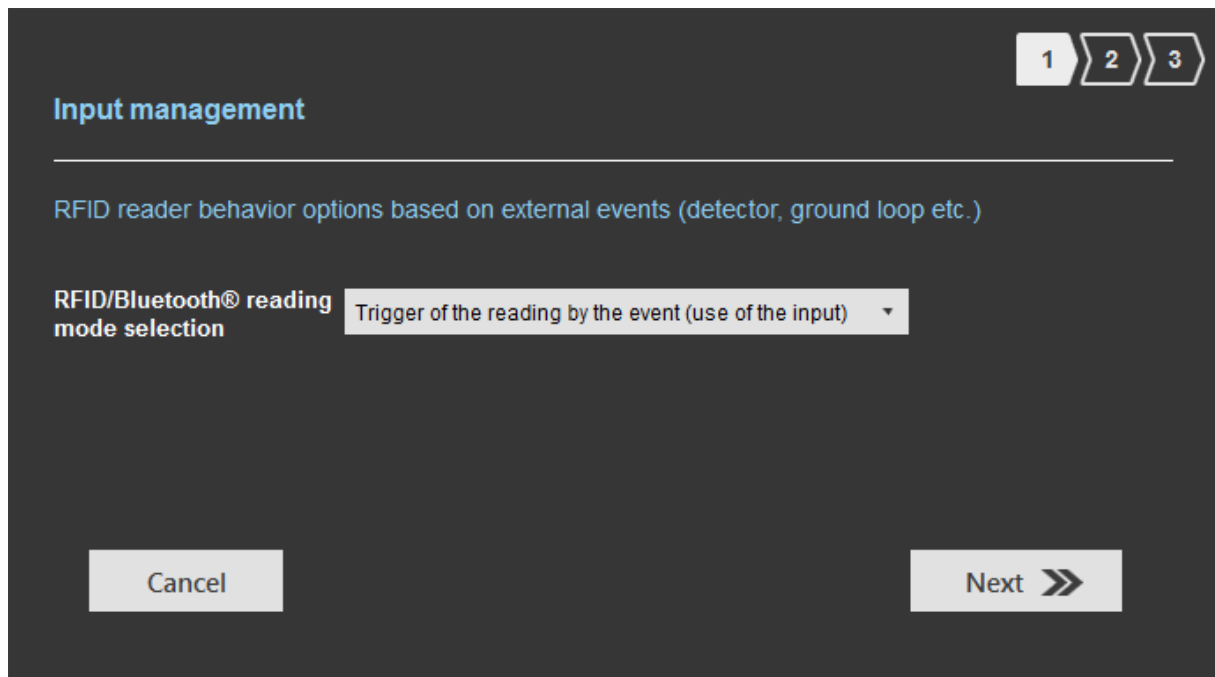 1 2 3
Input management
RFID reader behavior options based on external events (detector, ground loop etc.)
RFID/Bluetooth® reading
mode selection
Trigger of the reading by the event (use of the input)
Cancel
Next